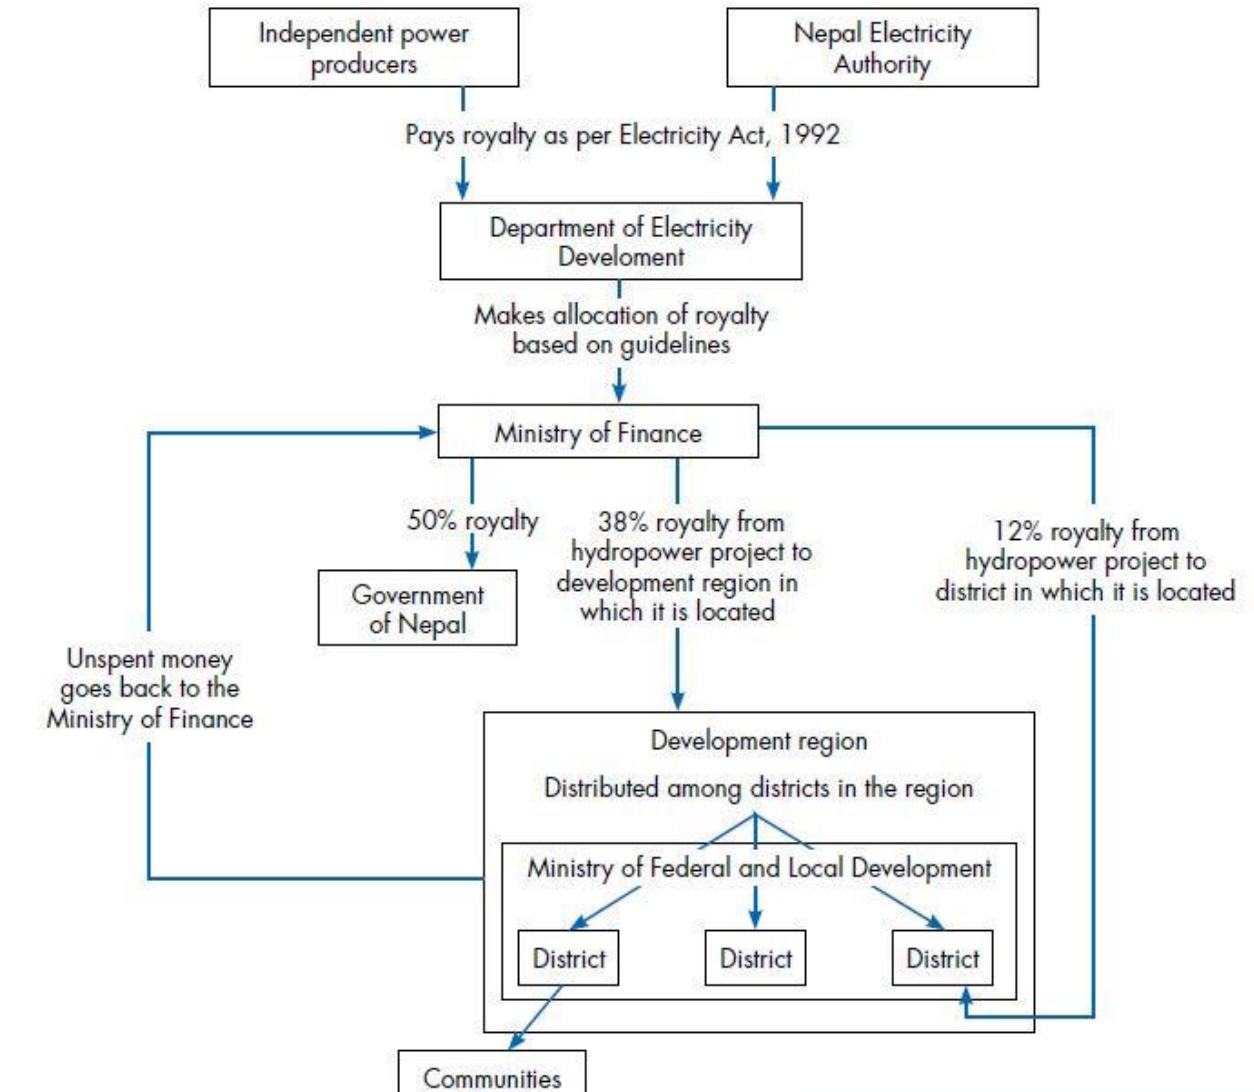 Independent power
producers
Nepal Electricity
Authority
Pays royalty as per Electricity Act, 1992
Department of Electricity
Develoment
Makes allocation of royalty
based on guidelines
Ministry of Finance
50% royalty
38% royalty from
hydropower project to
development region in
which it is located
12% royalty from
hydropower project to
district in which it is located
Government
of Nepal
Unspent money
goes back to the
Ministry of Finance
Development region
Distributed among districts in the region
Ministry of Federal and Local Development
District
District
District
Communities